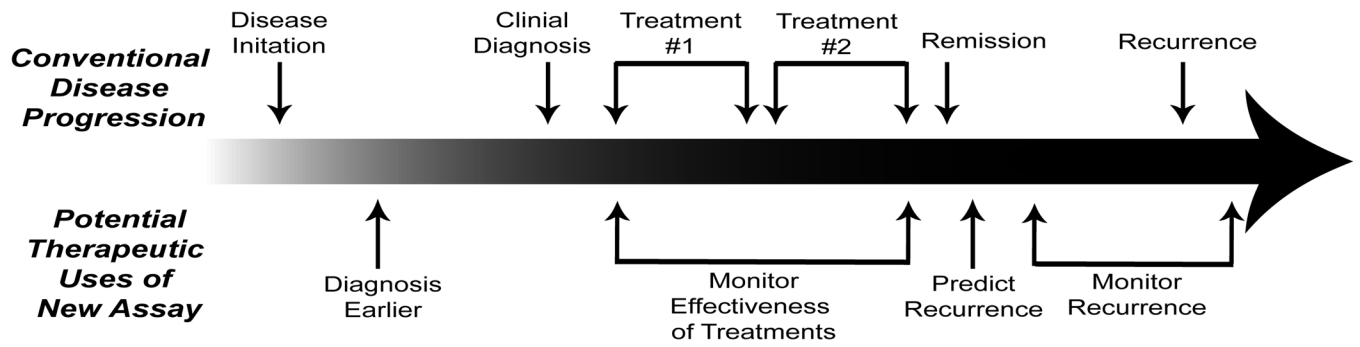 Conventional
Disease
Progression
Disease
Initation
Clinial
Diagnosis
Treatment
#1
Treatment
#2
Remission
Recurrence
Potential
Therapeutic
Uses of
New Assay
Diagnosis
Earlier
Monitor
Effectiveness
of Treatments
Predict
Recurrence
Monitor
Recurrence